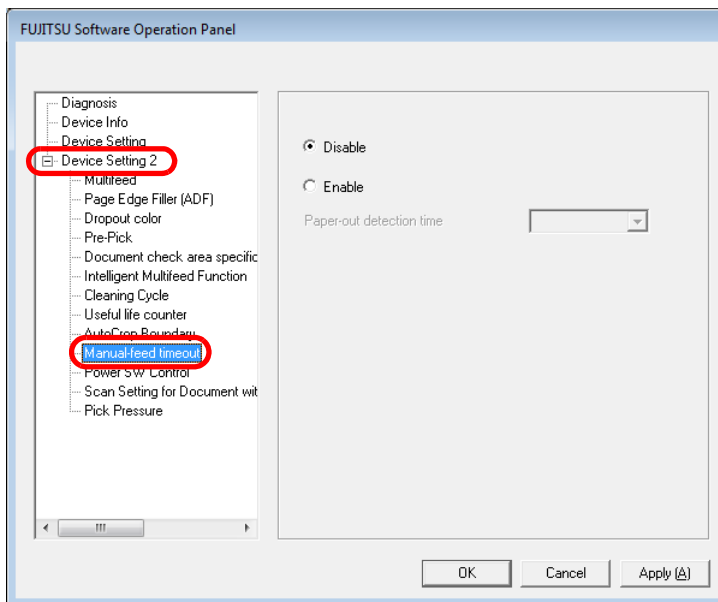 FUJITSU Software Operation Panel
Diagnosis
Device Info
Device Setting
Device Setting 2
Multifeed
Page Edge Filler (ADF)
Dropout color
Pre-Pick
Document check area specific
Intelligent Multifeed Function
Cleaning Cycle
Useful life counter
AutoCrop Boundary
Manual-feed timeout
Power SW Control
Scan Setting for Document wit
Pick Pressure
Disable
Enable
Paper-out detection time
OK Cancel Apply (A)